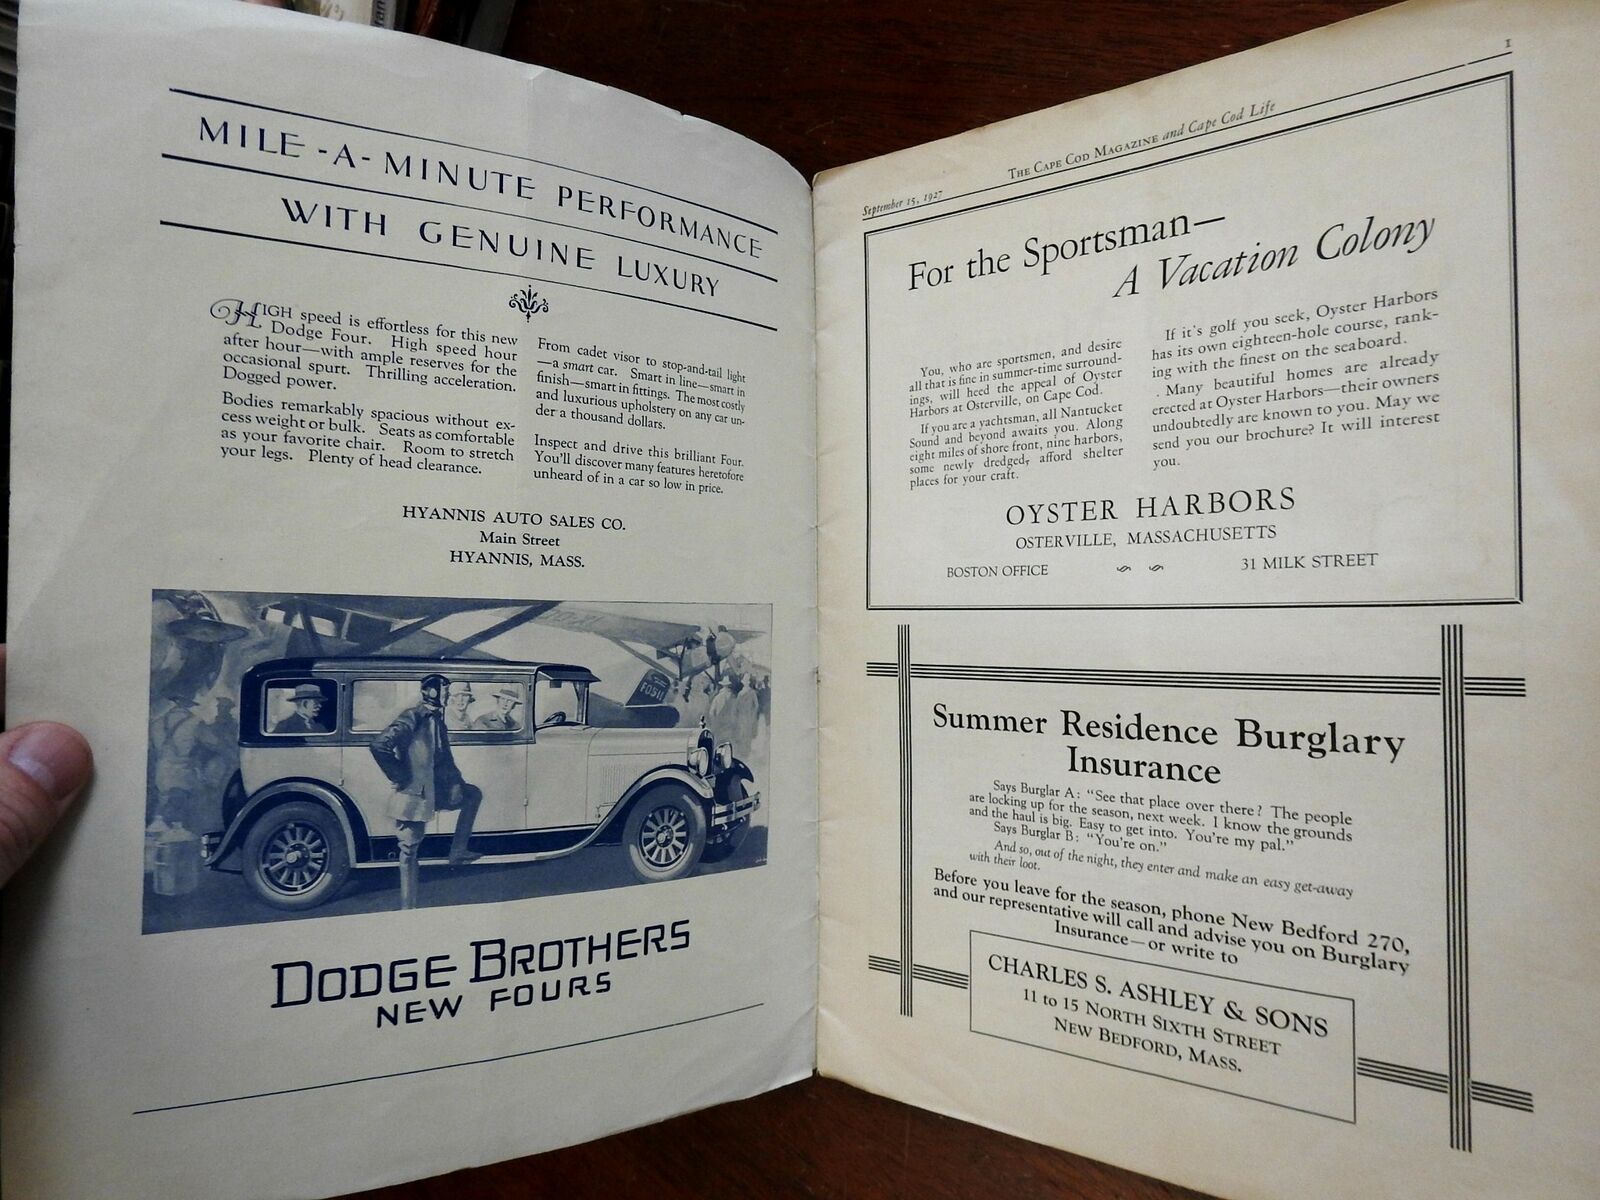 MILE-A-MINUTE PERFORMANCE
WITH GENUINE LUXURY
HIGH speed is effortless for this new
Dodge Four. High speed hour
after hour—with ample reserves for the
occasional spurt. Thrilling acceleration.
Dogged power.
Bodies remarkably spacious without ex-
cess weight or bulk. Seats as comfortable
as your favorite chair. Room to stretch
your legs. Plenty of head clearance.
From cadet visor to stop-and-tail light
—a smart car. Smart in line—smart in
finish—smart in fittings. The most costly
and luxurious upholstery on any car un-
der a thousand dollars.
Inspect and drive this brilliant Four.
You'll discover many features heretofore
unheard of in a car so low in price.
HYANNIS AUTO SALES CO.
Main Street
HYANNIS, MASS.
DODGE BROTHERS
NEW FOURS
September 15, 1927
THE CAPE COD MAGAZINE and Cape Cod Life
1
For the Sportsman—
A Vacation Colony
You, who are sportsmen, and desire
all that is fine in summer-time surround-
ings, will heed the appeal of Oyster
Harbors at Osterville, on Cape Cod.
If you are a yachtsman, all Nantucket
Sound and beyond awaits you. Along
eight miles of shore front, nine harbors,
some newly dredged, afford shelter
places for your craft.
If it's golf you seek, Oyster Harbors
has its own eighteen-hole course, rank-
ing with the finest on the seaboard.
Many beautiful homes are already
erected at Oyster Harbors—their owners
undoubtedly are known to you. May we
send you our brochure? It will interest
you.
OYSTER HARBORS
OSTERVILLE, MASSACHUSETTS
BOSTON OFFICE 31 MILK STREET
Summer Residence Burglary
Insurance
Says Burglar A: "See that place over there? The people
are locking up for the season, next week. I know the grounds
and the haul is big. Easy to get into. You're my pal."
Says Burglar B: "You're on."
And so, out of the night, they enter and make an easy get-away
with their loot.
Before you leave for the season, phone New Bedford 270,
and our representative will call and advise you on Burglary
Insurance—or write to
CHARLES S. ASHLEY & SONS
11 to 15 NORTH SIXTH STREET
NEW BEDFORD, MASS.